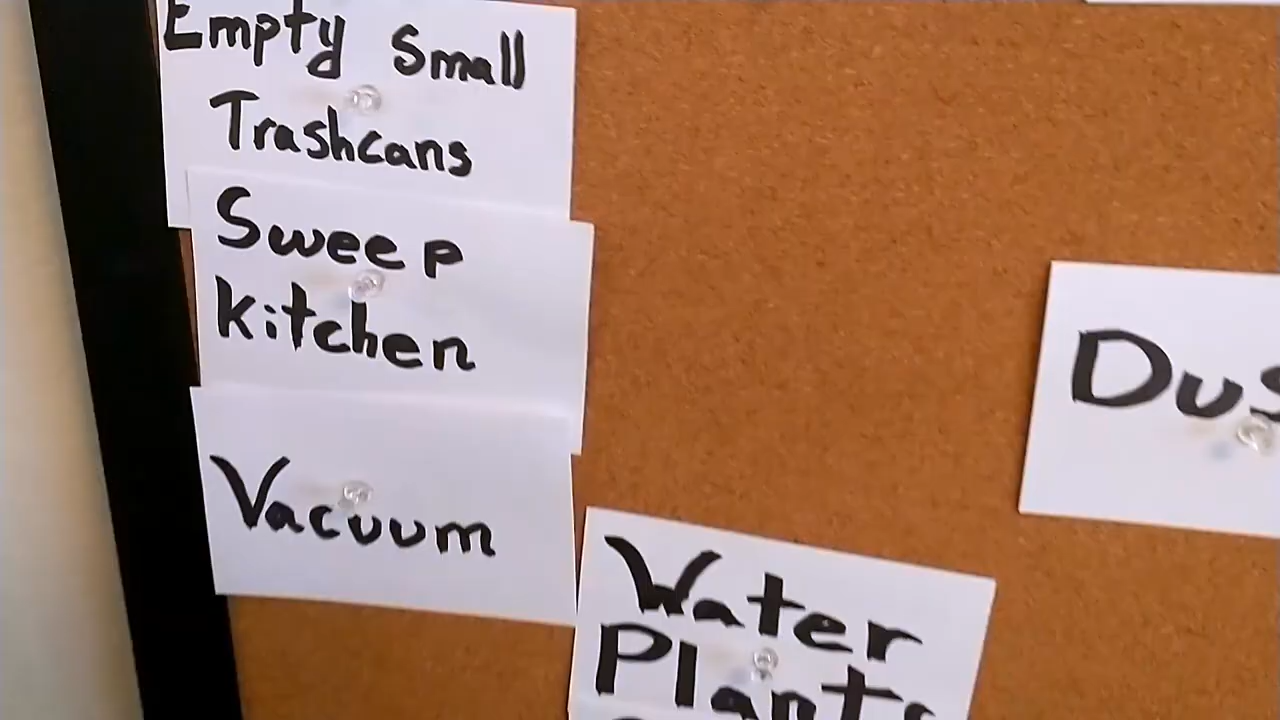 Empty Small
Trashcans
Sweep
Kitchen
Vacuum
Water
Plants